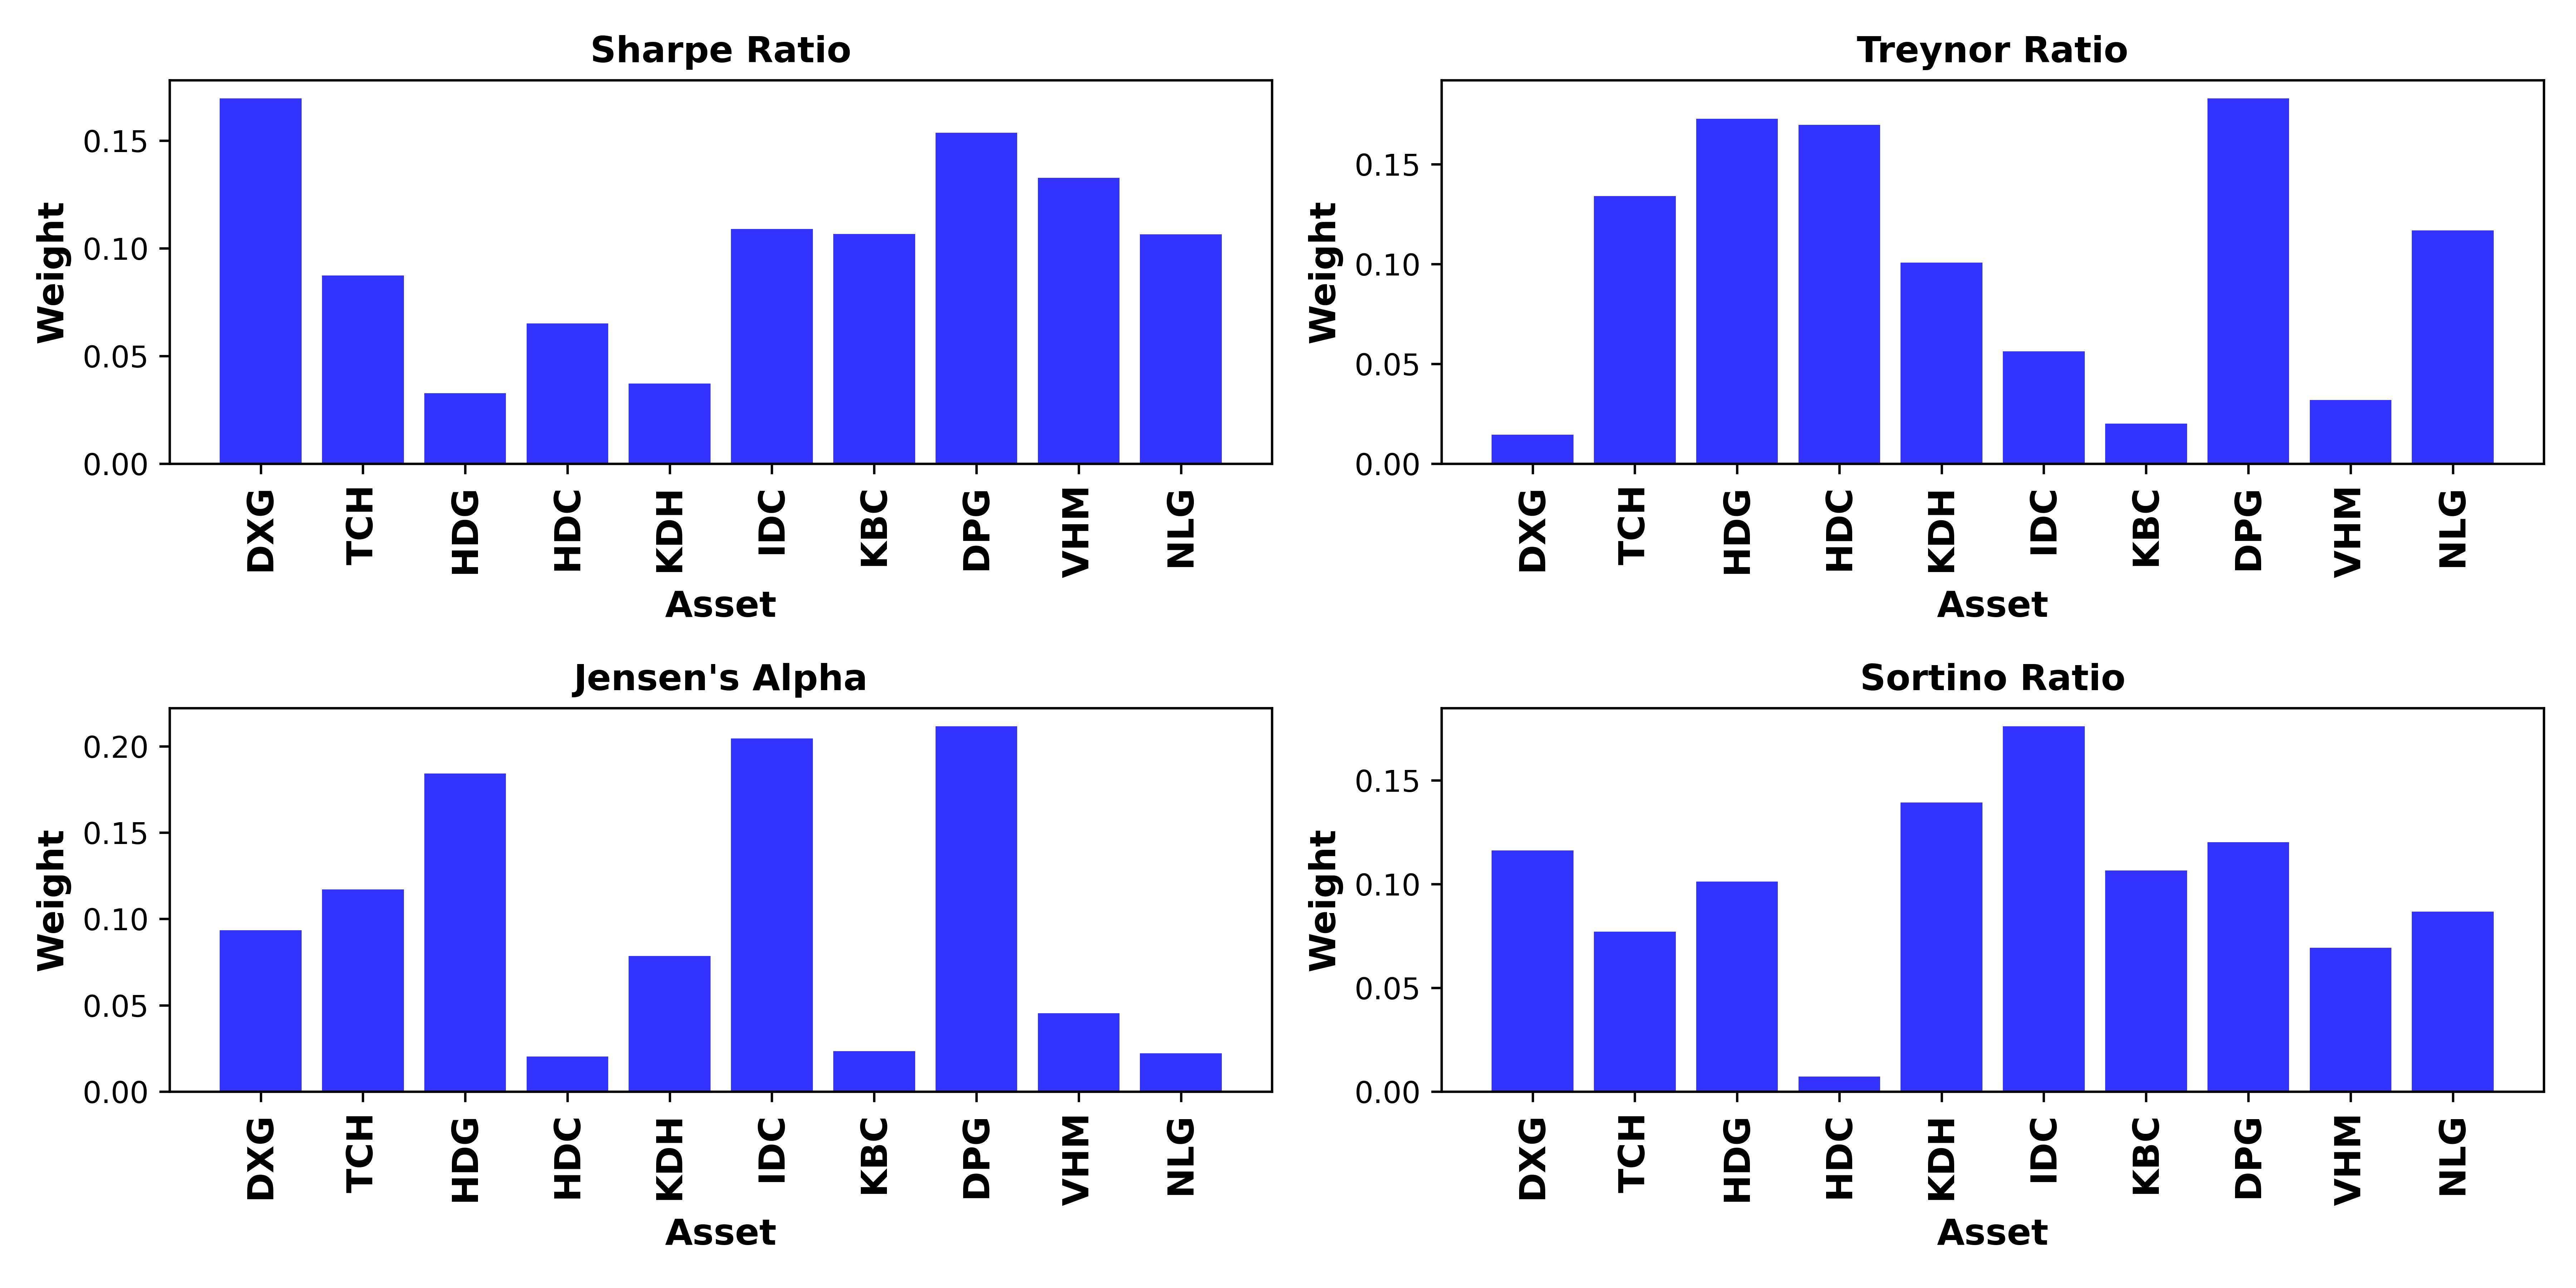 Sharpe Ratio
Weight
0.15
0.10
0.05
0.00
DXG TCH HDG HDC KDH IDC KBC DPG VHM NLG
Asset
Treynor Ratio
Weight
0.15
0.10
0.05
0.00
DXG TCH HDG HDC KDH IDC KBC DPG VHM NLG
Asset
Jensen's Alpha
Weight
0.20
0.15
0.10
0.05
0.00
DXG TCH HDG HDC KDH IDC KBC DPG VHM NLG
Asset
Sortino Ratio
Weight
0.15
0.10
0.05
0.00
DXG TCH HDG HDC KDH IDC KBC DPG VHM NLG
Asset